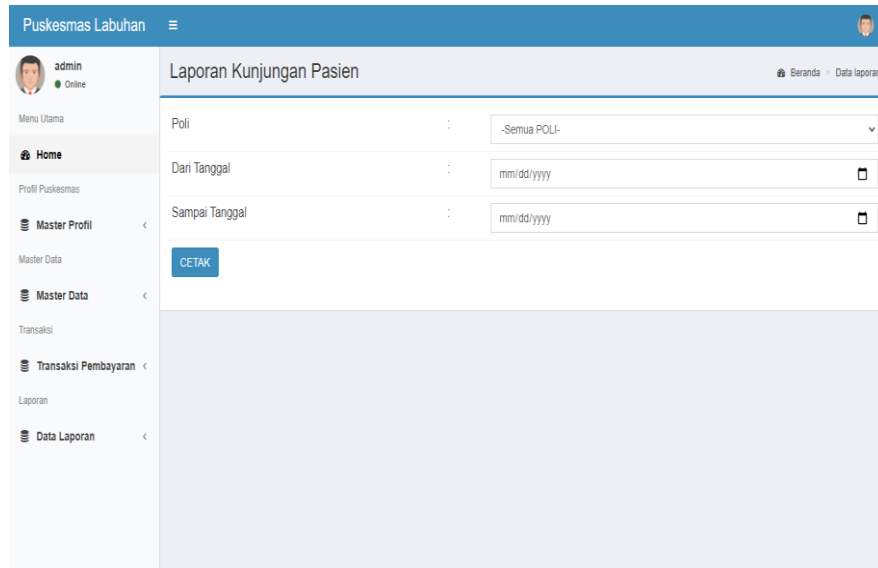 Puskesmas Labuhan
admin
Online
Menu Utama
Home
Profil Puskesmas
Master Profil
Master Data
Master Data
Transaksi
Transaksi Pembayaran
Laporan
Data Laporan
Laporan Kunjungan Pasien
Beranda > Data laporan
Poli : -Semua POLI-
Dari Tanggal : mm/dd/yyyy
Sampai Tanggal : mm/dd/yyyy
CETAK